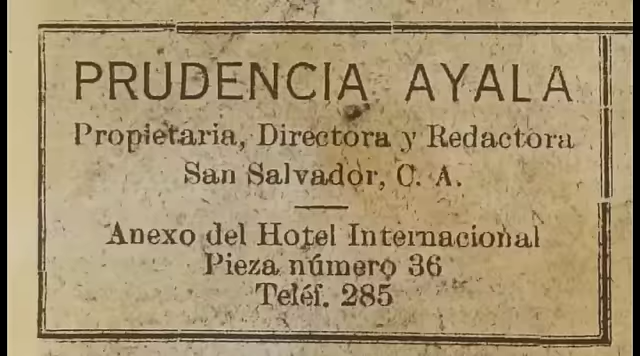 PRUDENCIA AYALA
Propietaria, Directora y Redactora
San Salvador, C. A.
Anexo del Hotel Internacional
Pieza número 36
Teléf. 285